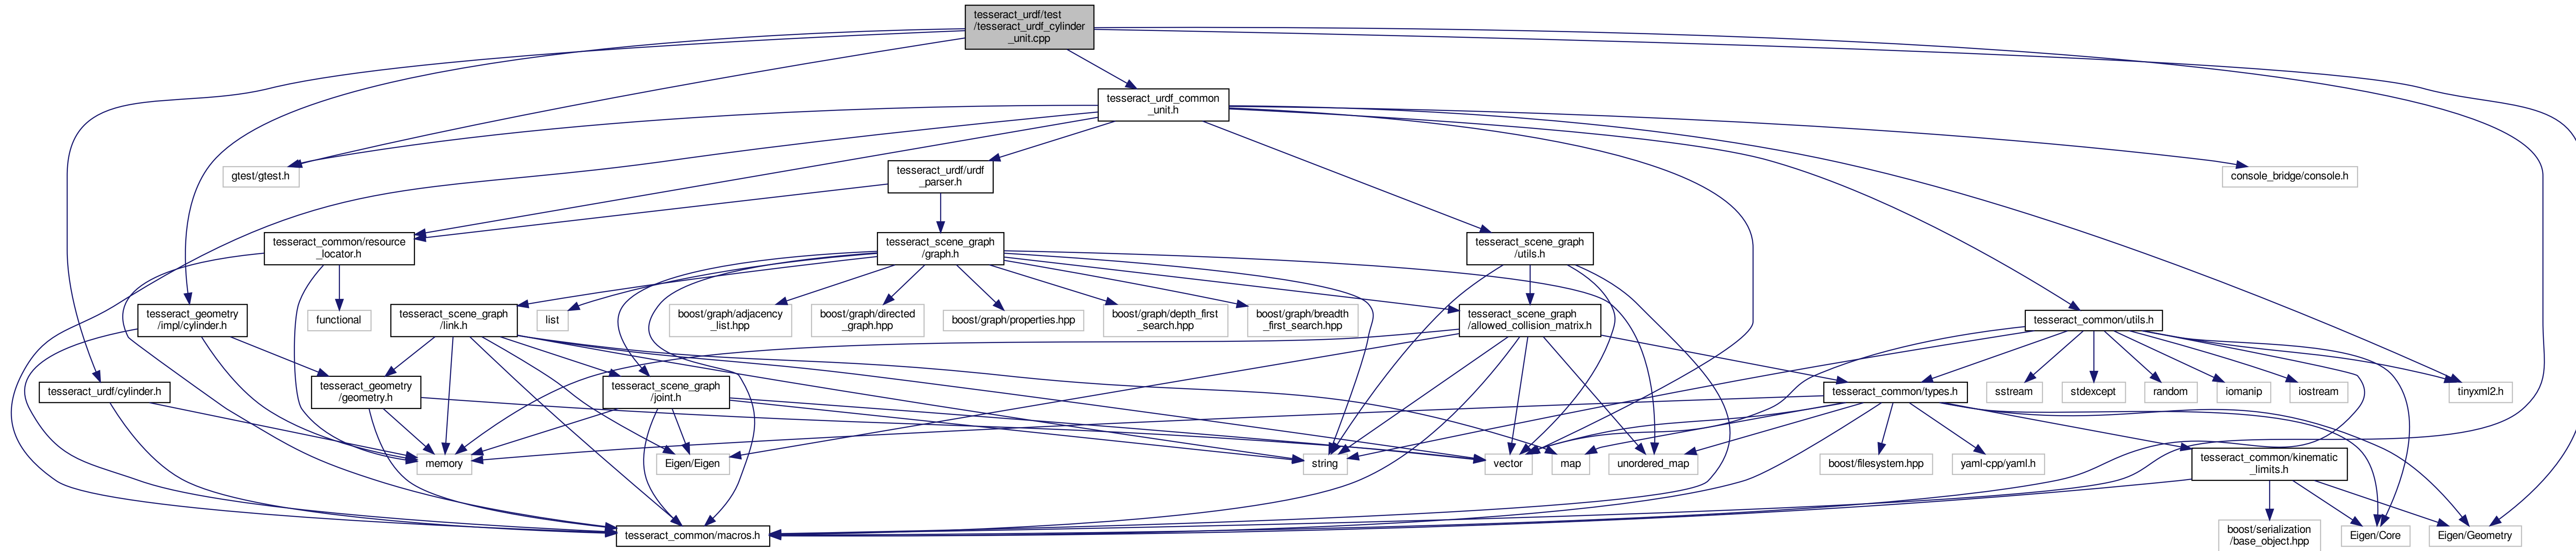 tesseract_urdf/test
/tesseract_urdf_cylinder
_unit.cpp
tesseract_urdf_common
_unit.h
gtest/gtest.h
tesseract_urdf/urdf
_parser.h
console_bridge/console.h
tesseract_common/resource
_locator.h
tesseract_scene_graph
/graph.h
tesseract_scene_graph
/utils.h
tesseract_geometry
/impl/cylinder.h
functional
tesseract_scene_graph
/link.h
list
boost/graph/adjacency
_list.hpp
boost/graph/directed
_graph.hpp
boost/graph/properties.hpp
boost/graph/depth_first
_search.hpp
boost/graph/breadth
_first_search.hpp
tesseract_scene_graph
/allowed_collision_matrix.h
tesseract_common/utils.h
tesseract_urdf/cylinder.h
tesseract_geometry
/geometry.h
tesseract_scene_graph
/joint.h
tesseract_common/types.h
sstream
stdexcept
random
iomanip
iostream
tinyxml2.h
memory
Eigen/Eigen
string
vector
map
unordered_map
boost/filesystem.hpp
yaml-cpp/yaml.h
tesseract_common/kinematic
_limits.h
tesseract_common/macros.h
boost/serialization
/base_object.hpp
Eigen/Core
Eigen/Geometry